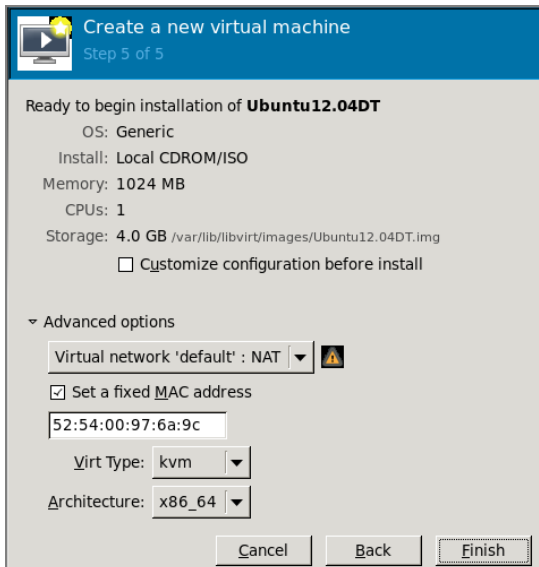 Create a new virtual machine
Step 5 of 5
Ready to begin installation of Ubuntu12.04DT
OS: Generic
Install: Local CDROM/ISO
Memory: 1024 MB
CPUs: 1
Storage: 4.0 GB /var/lib/libvirt/images/Ubuntu12.04DT.img
Customize configuration before install
Advanced options
Virtual network 'default' : NAT
Set a fixed MAC address
52:54:00:97:6a:9c
Virt Type: kvm
Architecture: x86_64
Cancel Back Finish